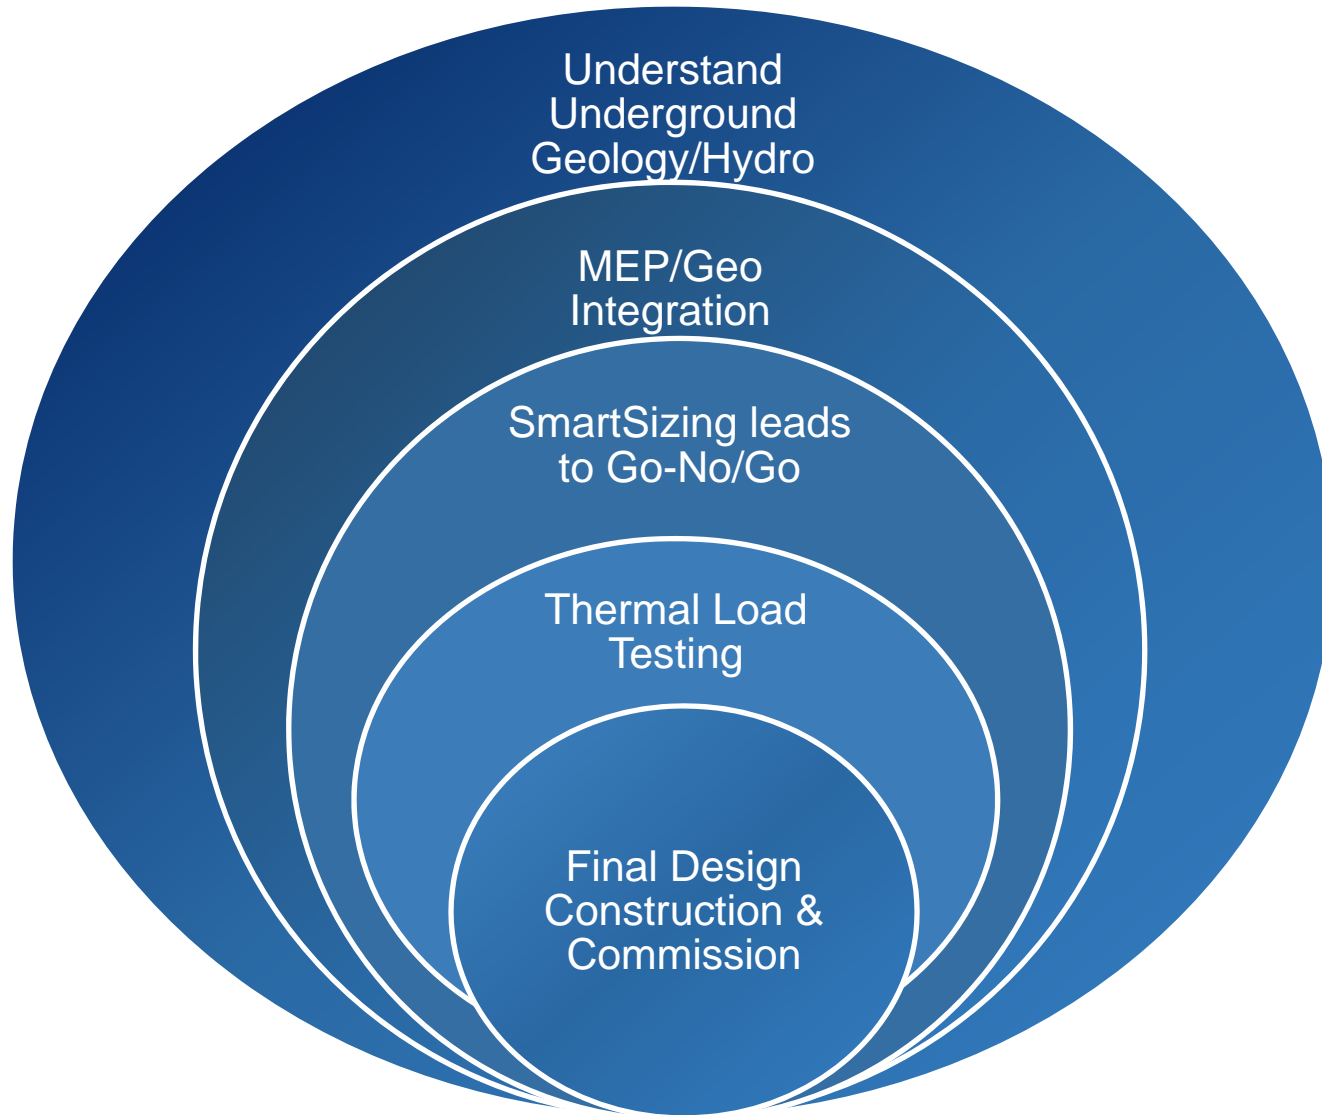 Understand
Underground
Geology/Hydro
MEP/Geo
Integration
SmartSizing leads
to Go-No/Go
Thermal Load
Testing
Final Design
Construction &
Commission